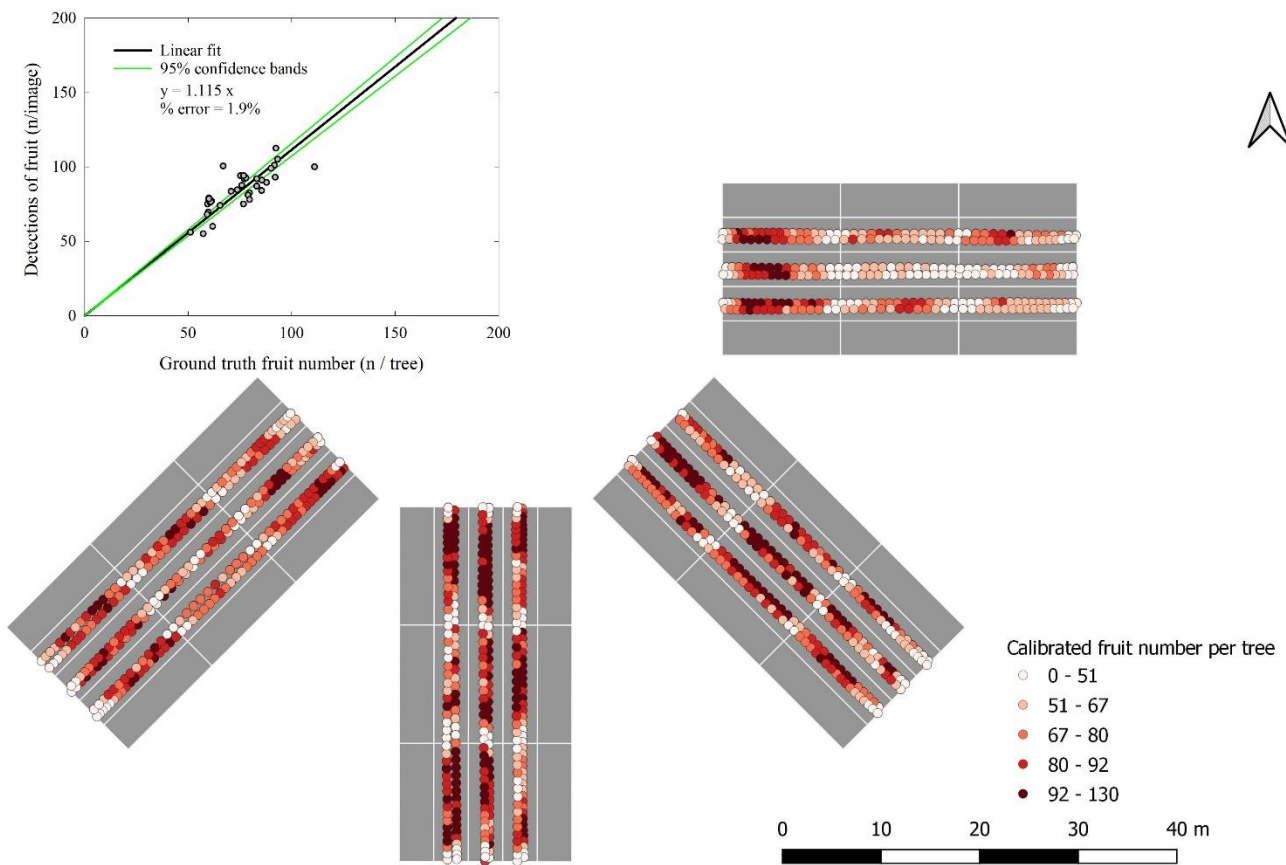 200
150
100
50
0
Detections of fruit (n/image)
Linear fit
95% confidence bands
y = 1.115 x
% error = 1.9%
0 50 100 150 200
Ground truth fruit number (n / tree)
Calibrated fruit number per tree
0 - 51
51 - 67
67 - 80
80 - 92
92 - 130
0 10 20 30 40 m